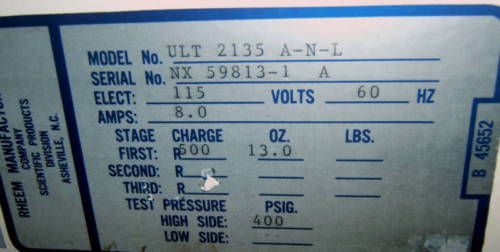 MODEL No. ULT 2135 A-N-L
SERIAL No. NX 59813-1 A
ELECT: 115 VOLTS 60 HZ
AMPS: 8.0
STAGE CHARGE OZ. LBS.
FIRST: R500 13.0
SECOND: R
THIRD: R
TEST PRESSURE PSIG.
HIGH SIDE: 400
LOW SIDE:
RHEEM MANUFACTUR
COMPANY
SCIENTIFIC PRODUCTS
DIVISION
ASHEVILLE, N.C.
B 45652